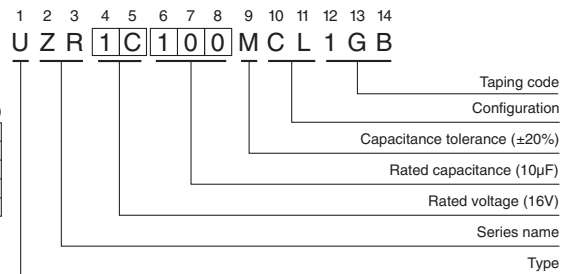 1 2 3 4 5 6 7 8 9 10 11 12 13 14
U Z R 1 C 1 0 0 M C L 1 G B
Taping code
Configuration
Capacitance tolerance (±20%)
Rated capacitance (10µF)
Rated voltage (16V)
Series name
Type